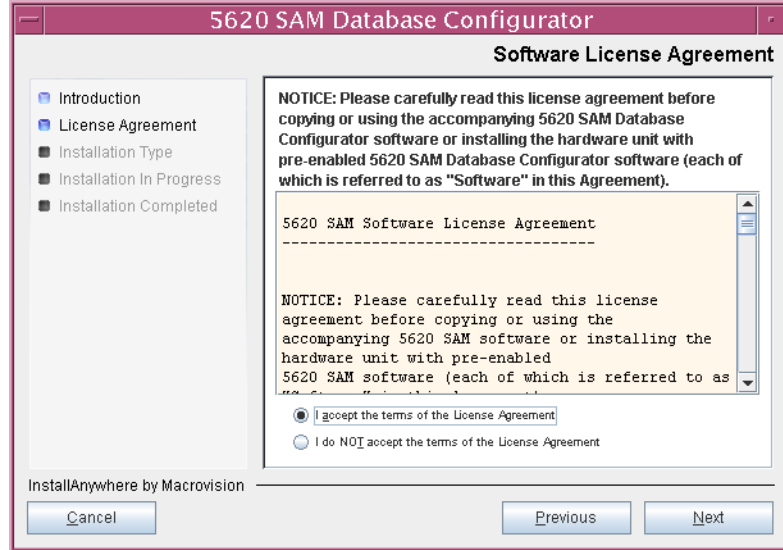 5620 SAM Database Configurator
Software License Agreement
Introduction
License Agreement
Installation Type
Installation In Progress
Installation Completed
NOTICE: Please carefully read this license agreement before
copying or using the accompanying 5620 SAM Database
Configurator software or installing the hardware unit with
pre-enabled 5620 SAM Database Configurator software (each of
which is referred to as "Software" in this Agreement).
5620 SAM Software License Agreement
-----------------------------------
NOTICE: Please carefully read this license
agreement before copying or using the
accompanying 5620 SAM software or installing the
hardware unit with pre-enabled
5620 SAM software (each of which is referred to as
I accept the terms of the License Agreement
I do NOT accept the terms of the License Agreement
InstallAnywhere by Macrovision
Cancel
Previous
Next